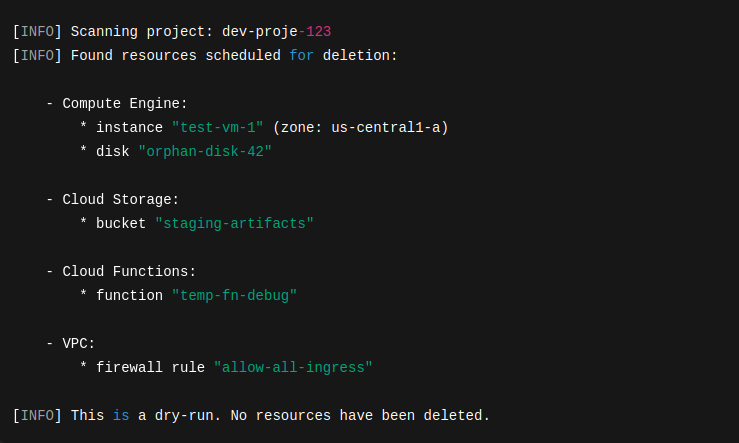 [INFO] Scanning project: dev-proje-123
[INFO] Found resources scheduled for deletion:
- Compute Engine:
* instance "test-vm-1" (zone: us-central1-a)
* disk "orphan-disk-42"
- Cloud Storage:
* bucket "staging-artifacts"
- Cloud Functions:
* function "temp-fn-debug"
- VPC:
* firewall rule "allow-all-ingress"
[INFO] This is a dry-run. No resources have been deleted.